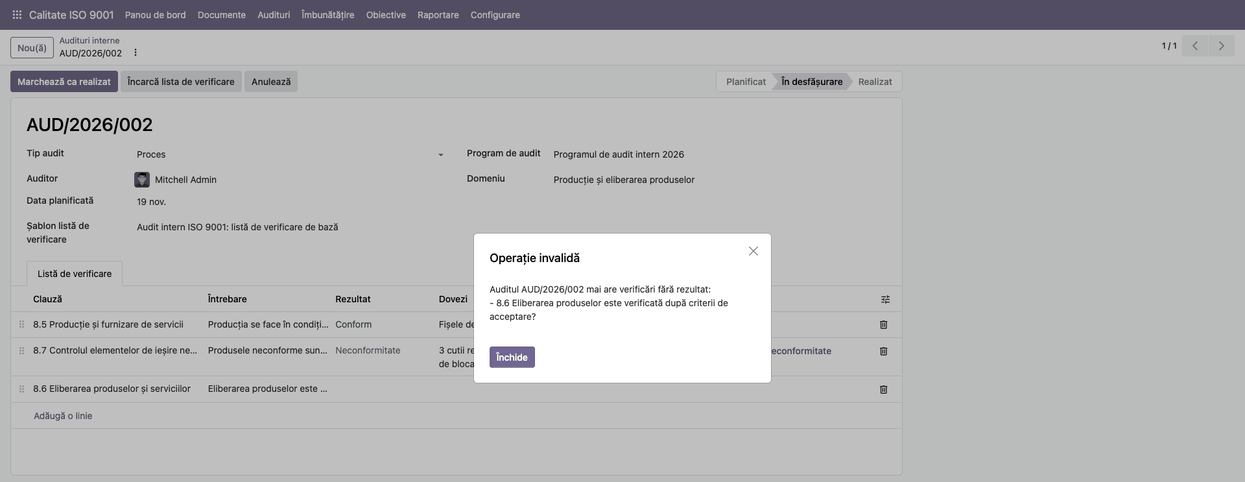 Calitate ISO 9001 Panou de bord Documente Audituri Îmbunătățire Obiective Raportare Configurare
Nou(ă) Audituri interne
AUD/2026/002
1 / 1
Marchează ca realizat Încarcă lista de verificare Anulează Planificat În desfășurare Realizat
AUD/2026/002
Tip audit Proces Program de audit Programul de audit intern 2026
Auditor Mitchell Admin Domeniu Producție și eliberarea produselor
Data planificată 19 nov.
Șablon listă de verificare Audit intern ISO 9001: listă de verificare de bază
Operație invalidă
Auditul AUD/2026/002 mai are verificări fără rezultat:
- 8.6 Eliberarea produselor este verificată după criterii de
acceptare?
Închide
Listă de verificare
Clauză Întrebare Rezultat Dovezi
8.5 Producție și furnizare de servicii Producția se face în condiți... Conform Fișele de
8.7 Controlul elementelor de ieșire ne... Produsele neconforme sun... Neconformitate 3 cutii re econformitate
de bloca
8.6 Eliberarea produselor și serviciilor Eliberarea produselor este ...
Adăugă o linie